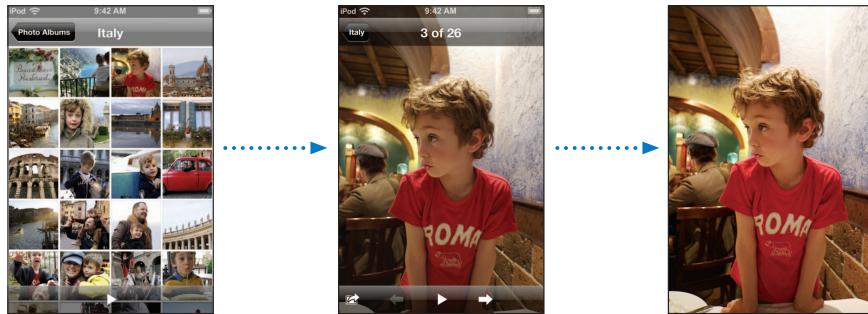 iPod 9:42 AM
Photo Albums Italy
iPod 9:42 AM
Italy 3 of 26
ROMA
ROMA